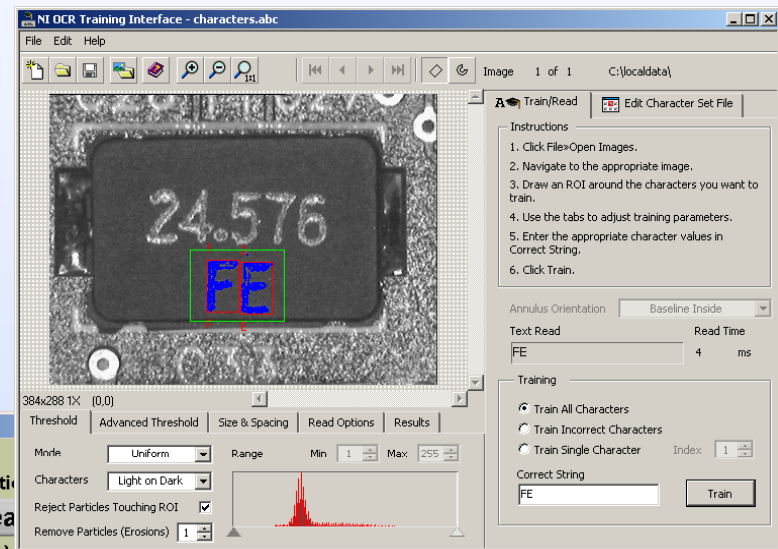 NI OCR Training Interface - characters.abc
File Edit Help
1:1
Image 1 of 1 C:\localdata\
Train/Read Edit Character Set File
Instructions
1. Click File»Open Images.
2. Navigate to the appropriate image.
3. Draw an ROI around the characters you want to
train.
4. Use the tabs to adjust training parameters.
5. Enter the appropriate character values in
Correct String.
6. Click Train.
24.576
FE
Annulus Orientation Baseline Inside
Text Read Read Time
FE 4 ms
384x288 1X (0,0)
Threshold Advanced Threshold Size & Spacing Read Options Results
Mode Uniform Range Min 1 Max 255
Characters Light on Dark
Reject Particles Touching ROI
Remove Particles (Erosions) 1
Training
Train All Characters
Train Incorrect Characters
Train Single Character Index 1
Correct String
FE Train